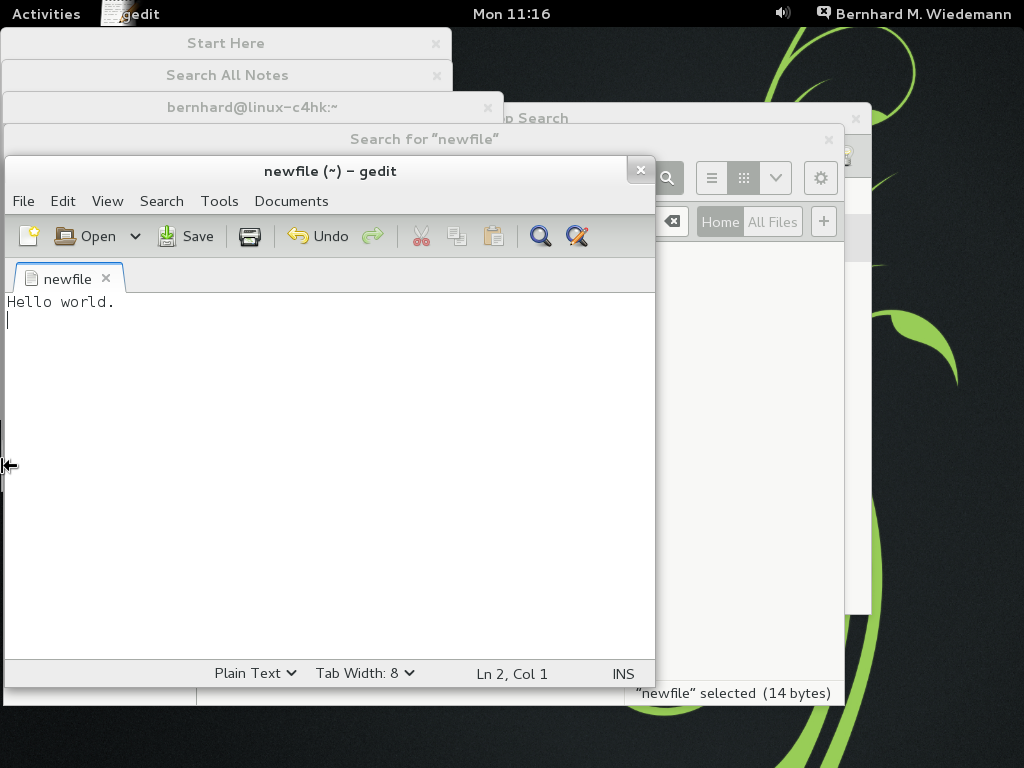 Activities gedit Mon 11:16 Bernhard M. Wiedemann
Start Here
Search All Notes
bernhard@linux-c4hk:~
p Search
Search for "newfile"
newfile (~) – gedit
File Edit View Search Tools Documents
Open Save Undo
Home All Files
newfile
Hello world.
Plain Text Tab Width: 8 Ln 2, Col 1 INS
"newfile" selected (14 bytes)